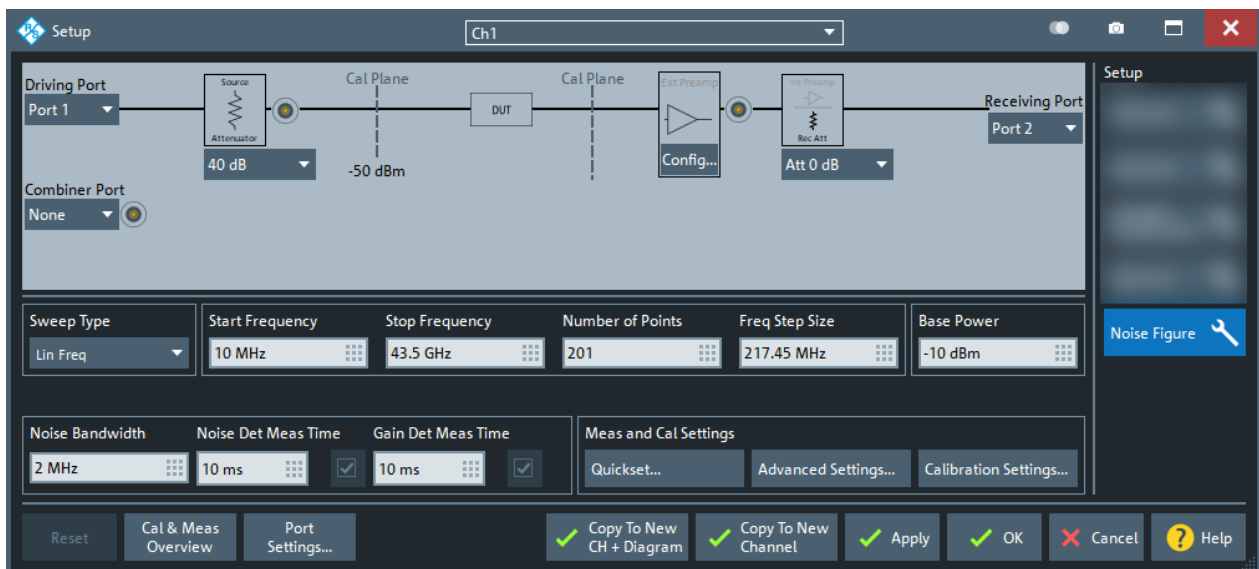 Setup
Ch1
Driving Port
Port 1
Source
Attenuator
40 dB
Cal Plane
-50 dBm
DUT
Cal Plane
Ext Preamp
Config...
Int Preamp
Rec Att
Att 0 dB
Receiving Port
Port 2
Combiner Port
None
Setup
Noise Figure
Sweep Type
Lin Freq
Start Frequency
10 MHz
Stop Frequency
43.5 GHz
Number of Points
201
Freq Step Size
217.45 MHz
Base Power
-10 dBm
Noise Bandwidth
2 MHz
Noise Det Meas Time
10 ms
Gain Det Meas Time
10 ms
Meas and Cal Settings
Quickset...
Advanced Settings...
Calibration Settings...
Reset
Cal & Meas
Overview
Port
Settings...
Copy To New
CH + Diagram
Copy To New
Channel
Apply
OK
Cancel
Help